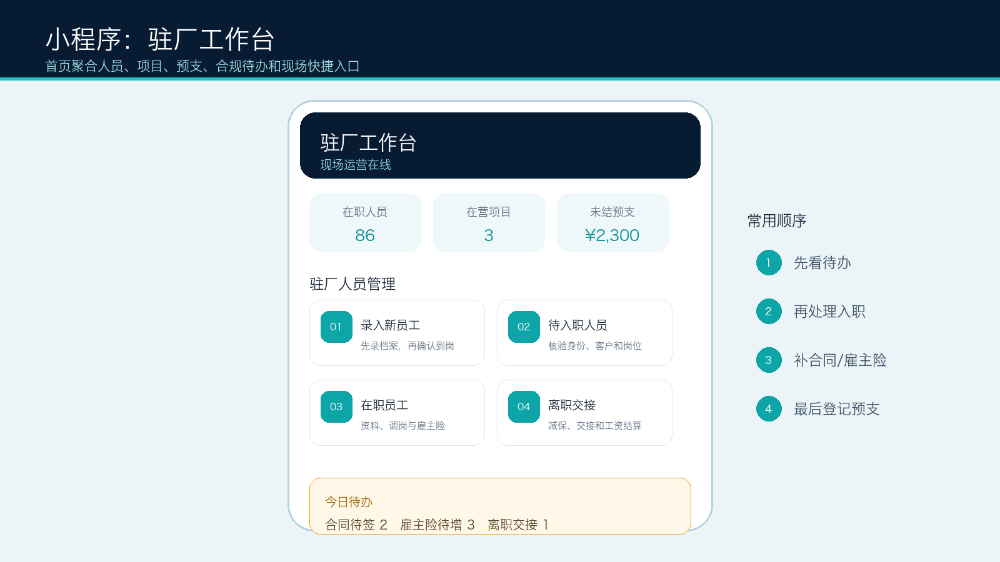 小程序：驻厂工作台
首页聚合人员、项目、预支、合规待办和现场快捷入口
驻厂工作台
现场运营在线
在职人员
86
在营项目
3
未结预支
¥2,300
驻厂人员管理
01
录入新员工
先录档案，再确认到岗
02
待入职人员
核验身份、客户和岗位
03
在职员工
资料、调岗与雇主险
04
离职交接
减保、交接和工资结算
今日待办
合同待签 2 雇主险待增 3 离职交接 1
常用顺序
1 先看待办
2 再处理入职
3 补合同/雇主险
4 最后登记预支